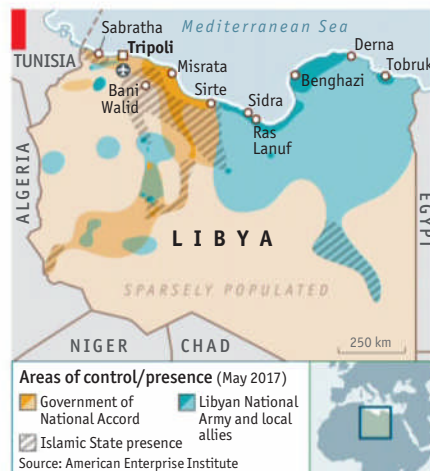 Mediterranean Sea
Sabratha
Tripoli
TUNISIA
Misrata
Derna
Tobruk
Benghazi
Bani
Walid
Sirte
Sidra
Ras
Lanuf
ALGERIA
EGYPT
LIBYA
SPARSELY POPULATED
NIGER
CHAD
250 km
Areas of control/presence (May 2017)
Government of
National Accord
Libyan National
Army and local
allies
Islamic State presence
Source: American Enterprise Institute